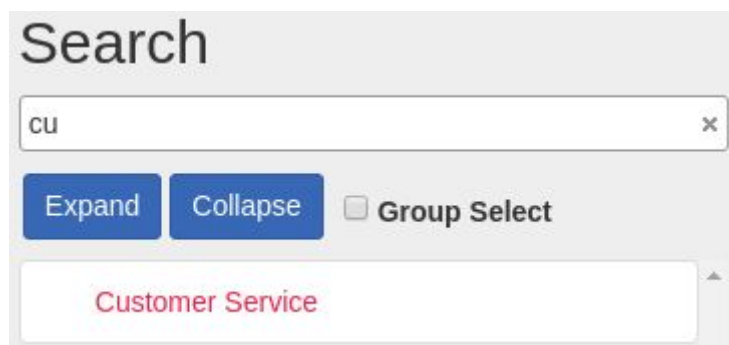 Search
cu ×
Expand Collapse Group Select
Customer Service